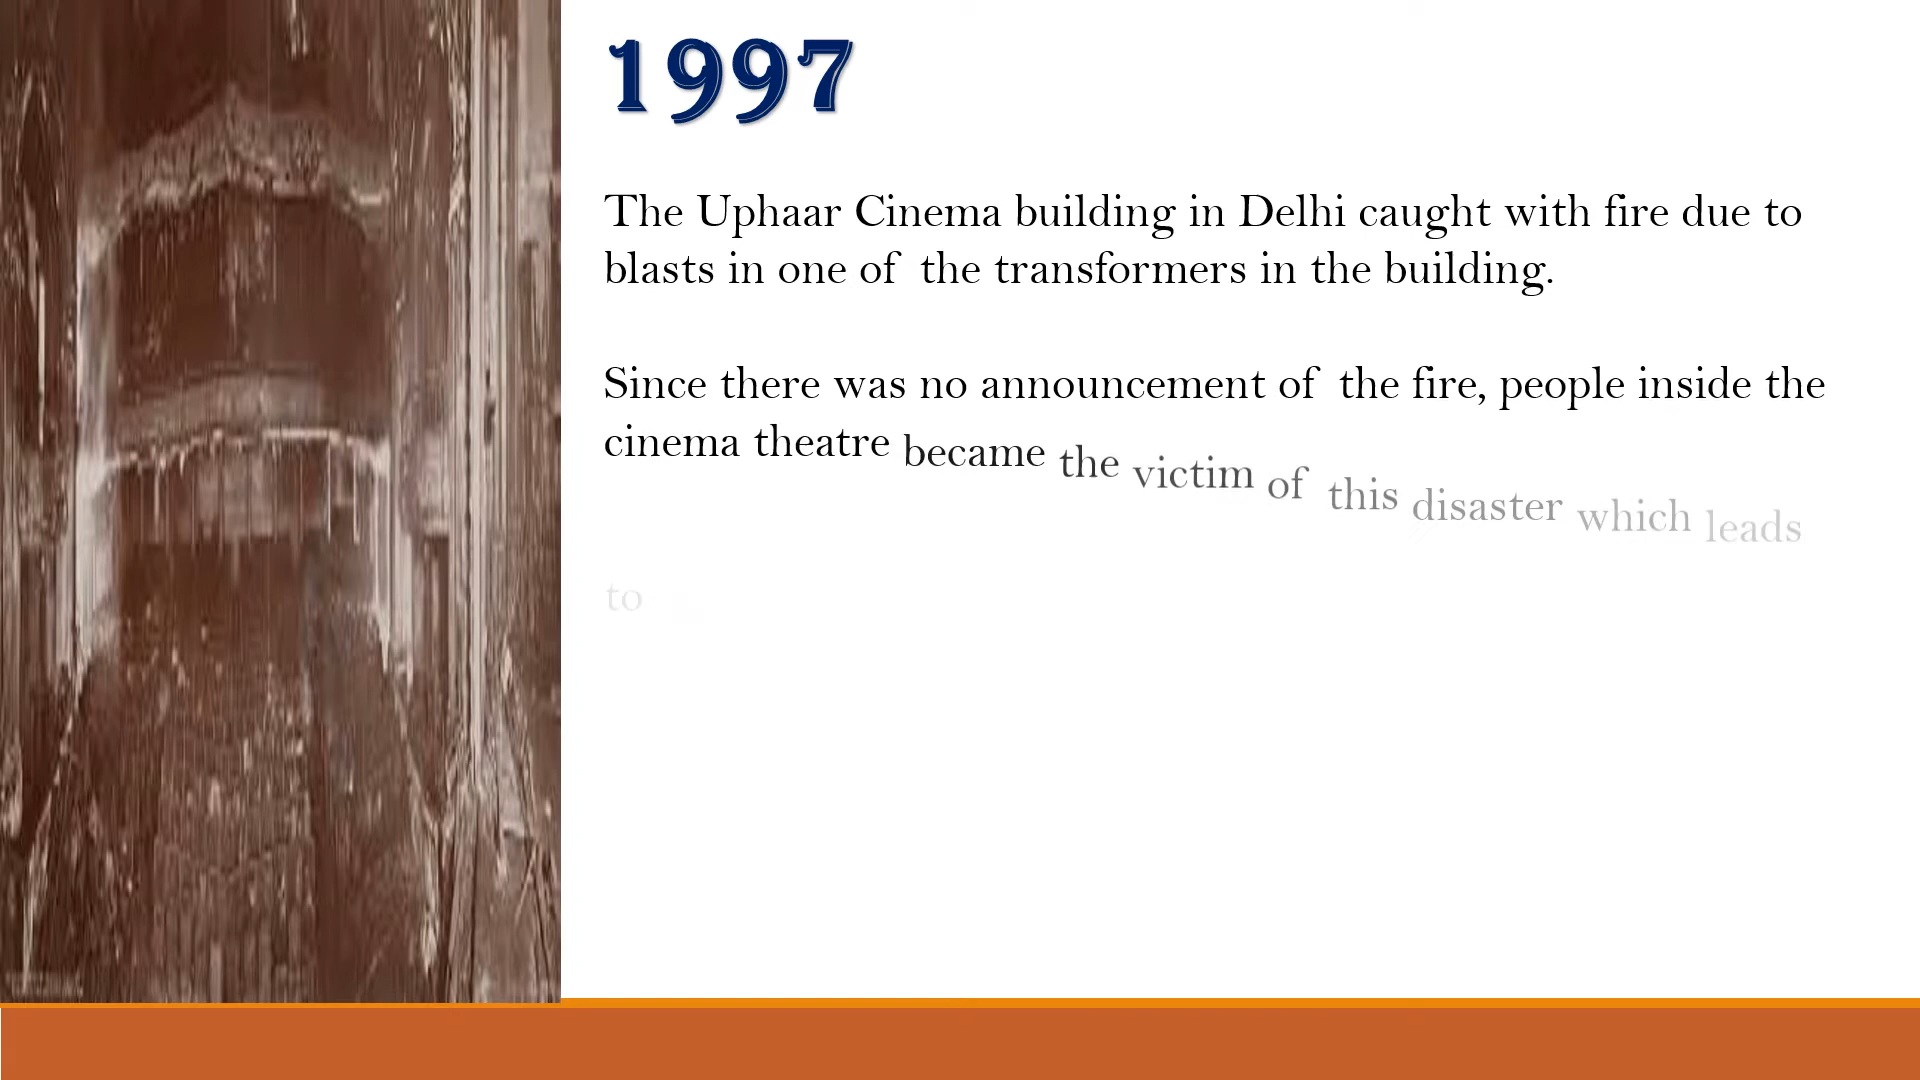 1997
The Uphaar Cinema building in Delhi caught with fire due to
blasts in one of the transformers in the building.
Since there was no announcement of the fire, people inside the
cinema theatre became the victim of this disaster which leads
to